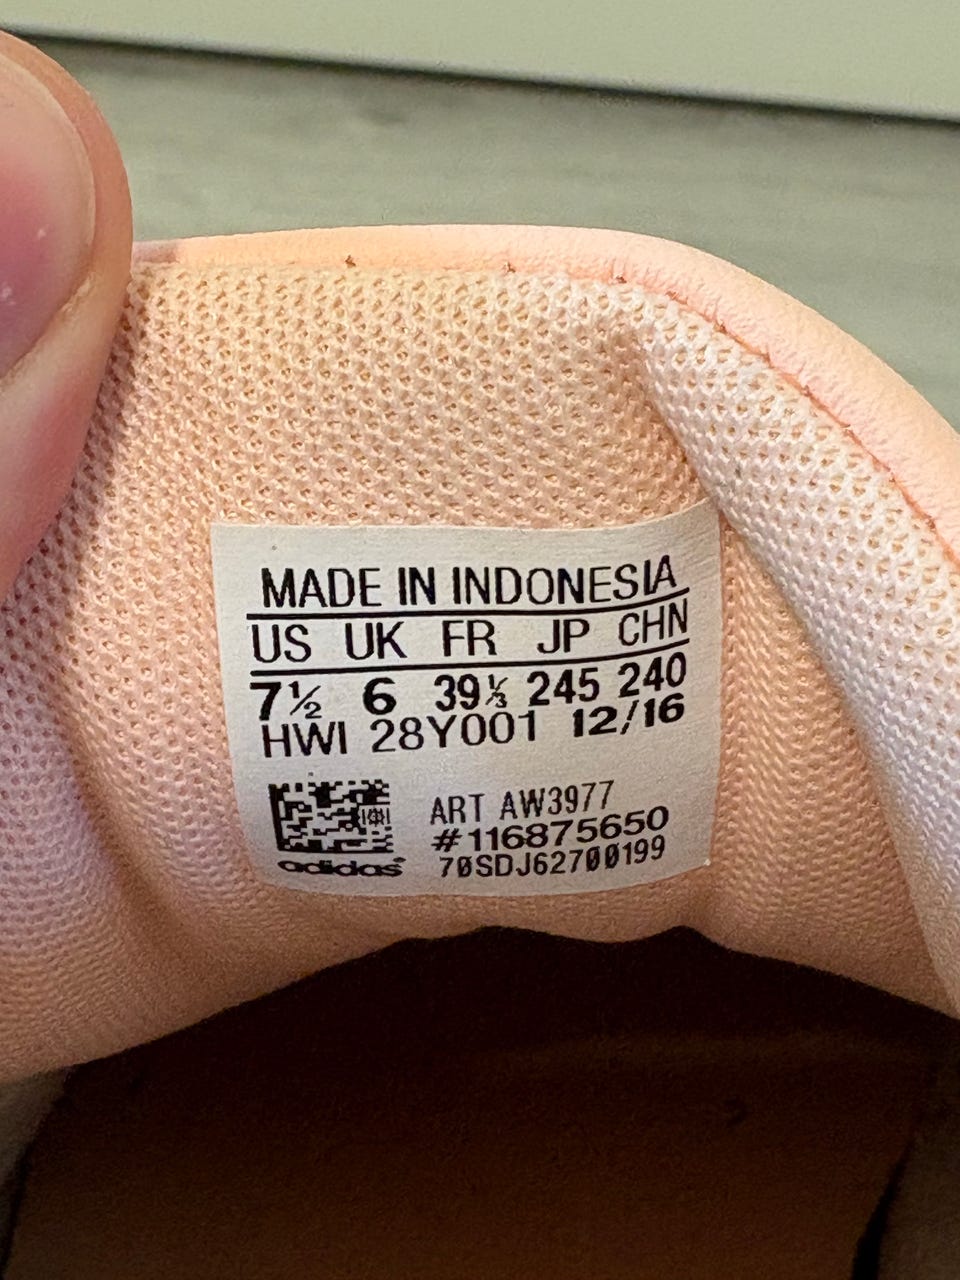 MADE IN INDONESIA
US UK FR JP CHN
7½ 6 39⅓ 245 240
HWI 28Y001 12/16
ART AW3977
#116875650
adidas® 70SDJ62700199